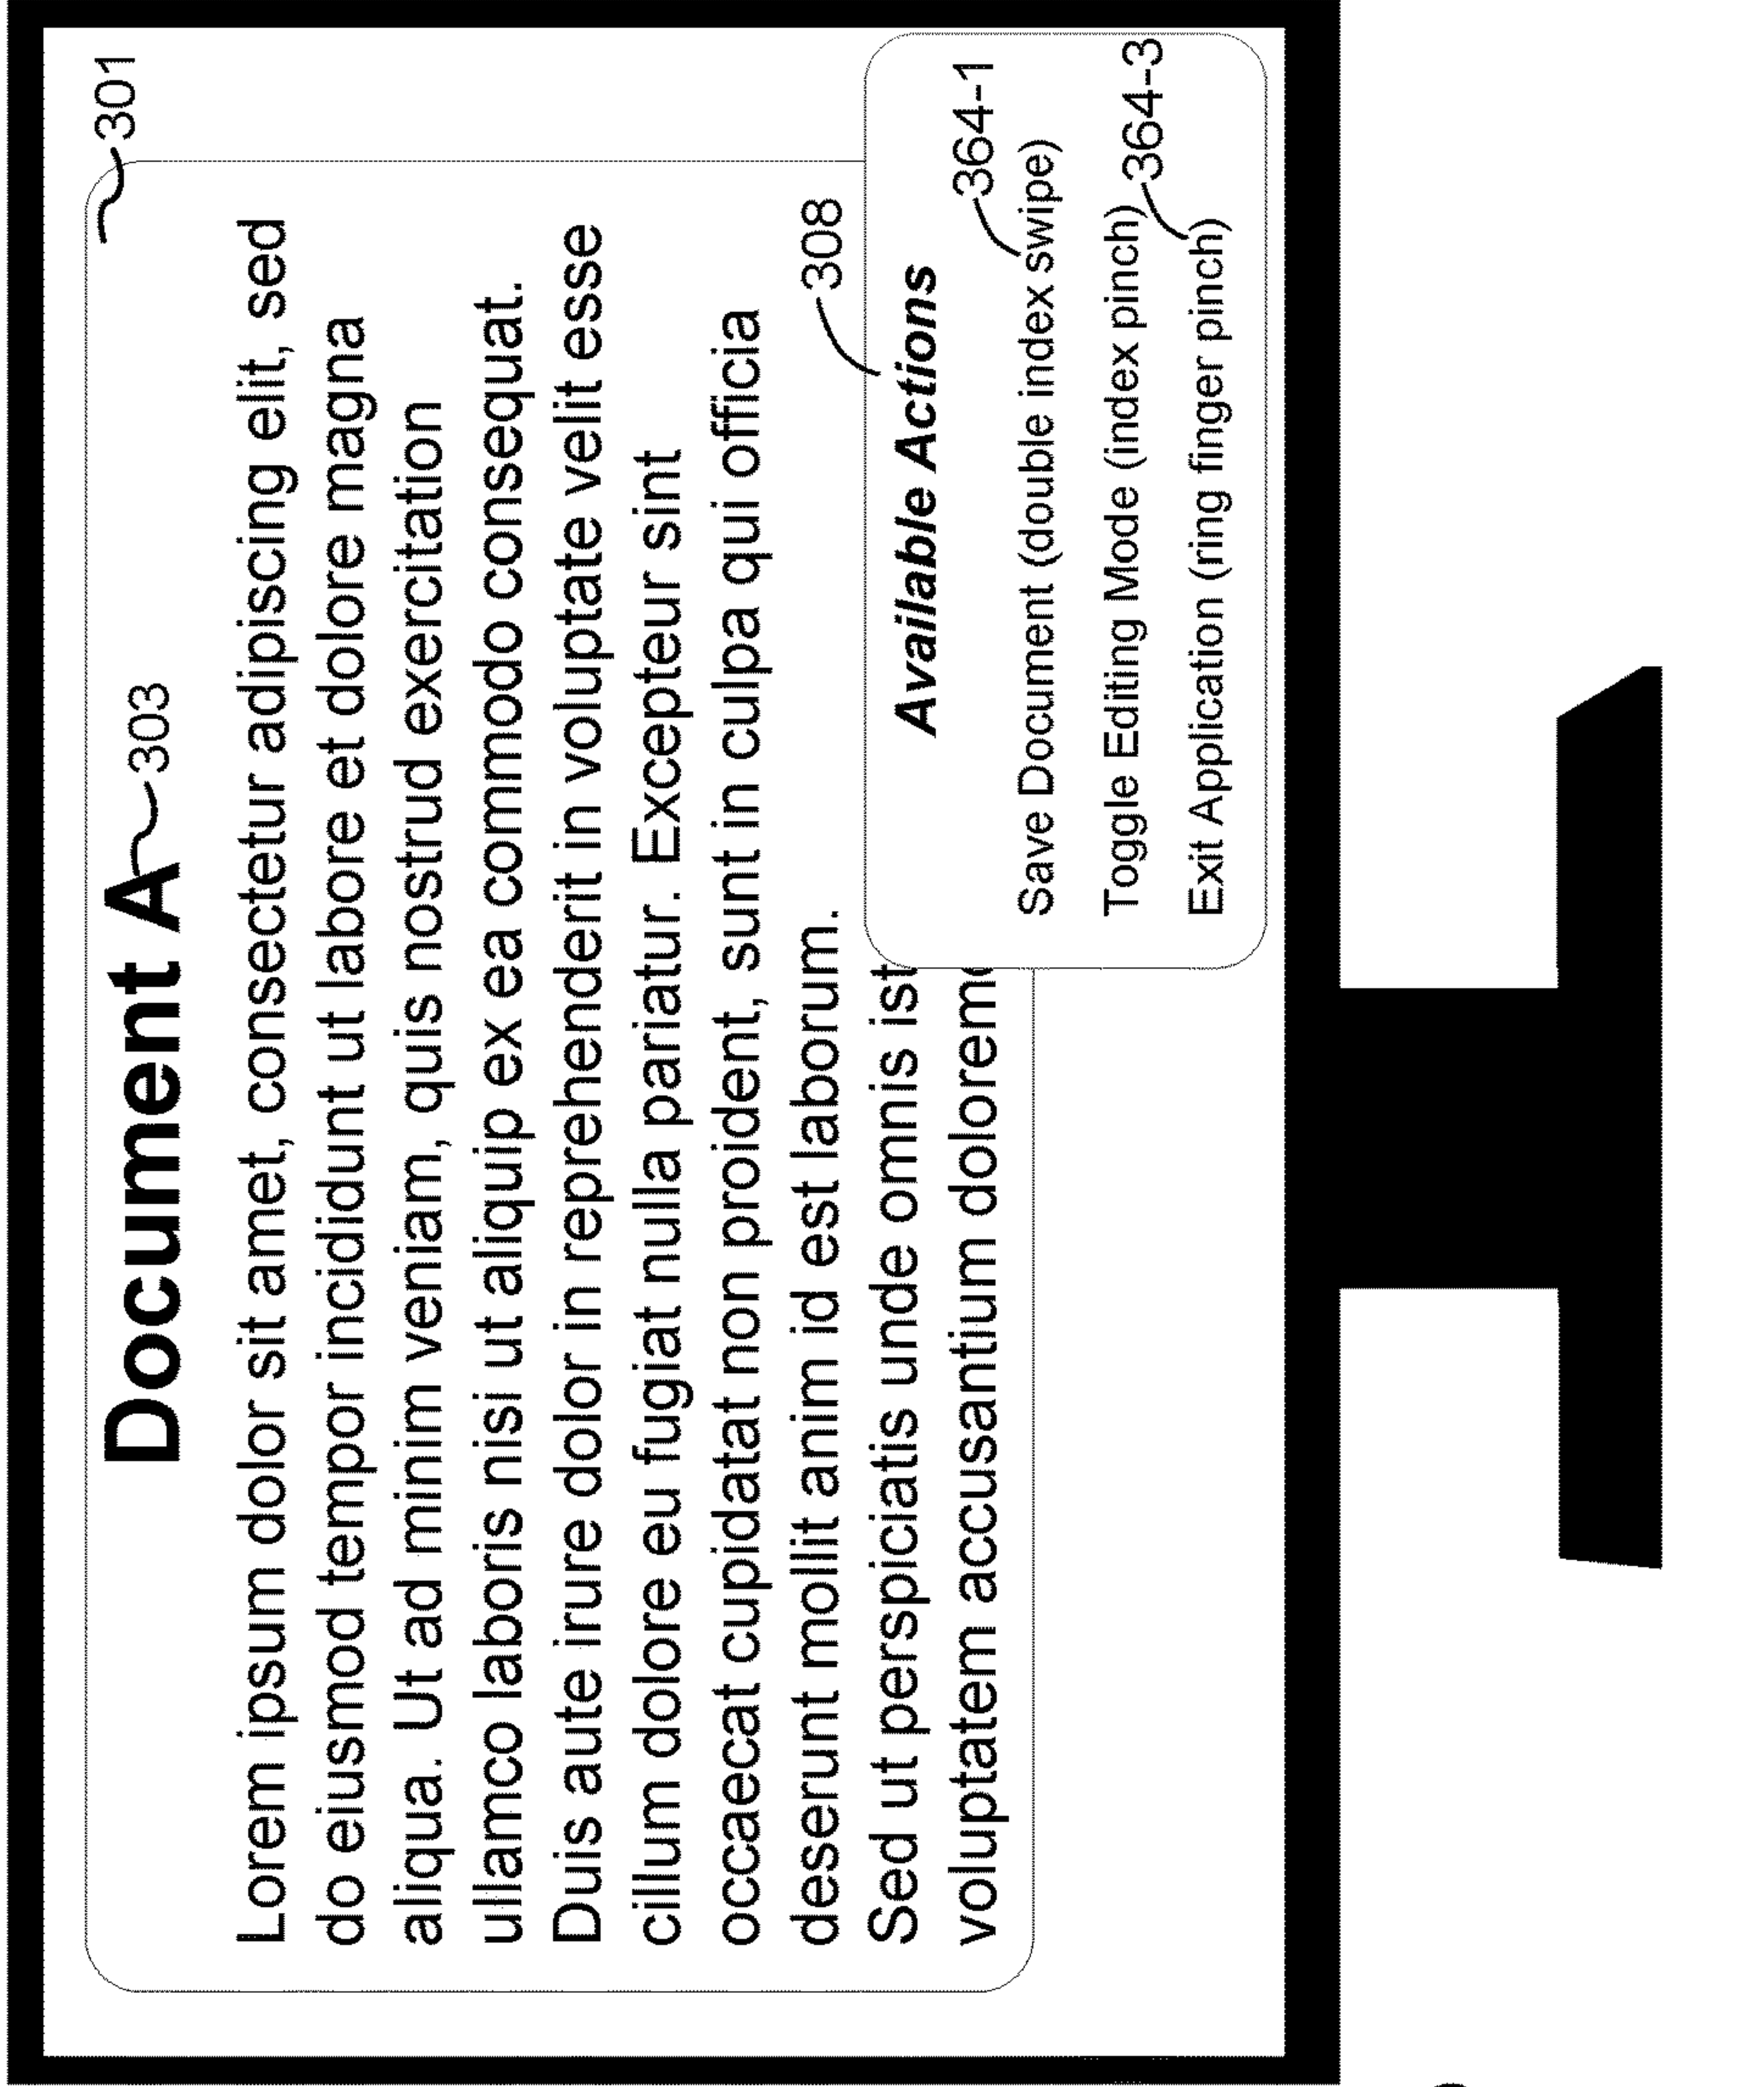 301
Document A
303
Lorem ipsum dolor sit amet, consectetur adipiscing elit, sed
do eiusmod tempor incididunt ut labore et dolore magna
aliqua. Ut ad minim veniam, quis nostrud exercitation
ullamco laboris nisi ut aliquip ex ea commodo consequat.
Duis aute irure dolor in reprehenderit in voluptate velit esse
cillum dolore eu fugiat nulla pariatur. Excepteur sint
occaecat cupidatat non proident, sunt in culpa qui officia
deserunt mollit anim id est laborum.
Sed ut perspiciatis unde omnis ist
voluptatem accusantium dolorem
308
Available Actions
364-1
Save Document (double index swipe)
Toggle Editing Mode (index pinch)
364-3
Exit Application (ring finger pinch)